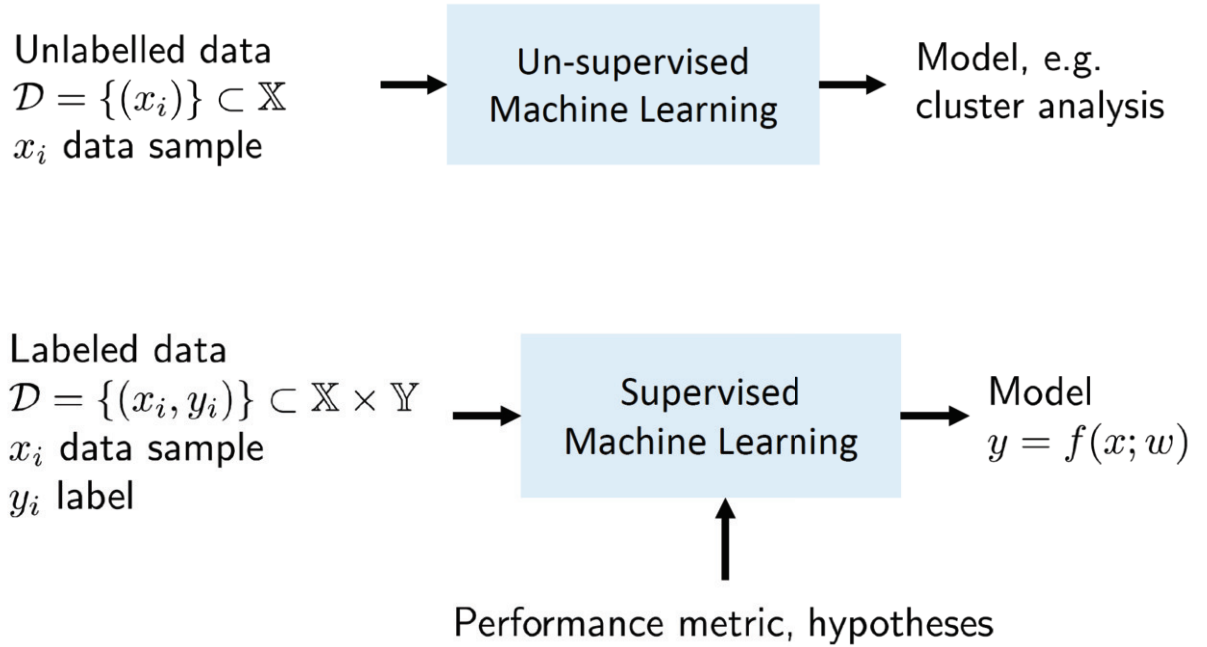 Unlabelled data
𝒟 = {(xᵢ)} ⊂ 𝕏
xᵢ data sample
Un-supervised
Machine Learning
Model, e.g.
cluster analysis
Labeled data
𝒟 = {(xᵢ, yᵢ)} ⊂ 𝕏 × 𝕐
xᵢ data sample
yᵢ label
Supervised
Machine Learning
Model
y = f(x; w)
Performance metric, hypotheses